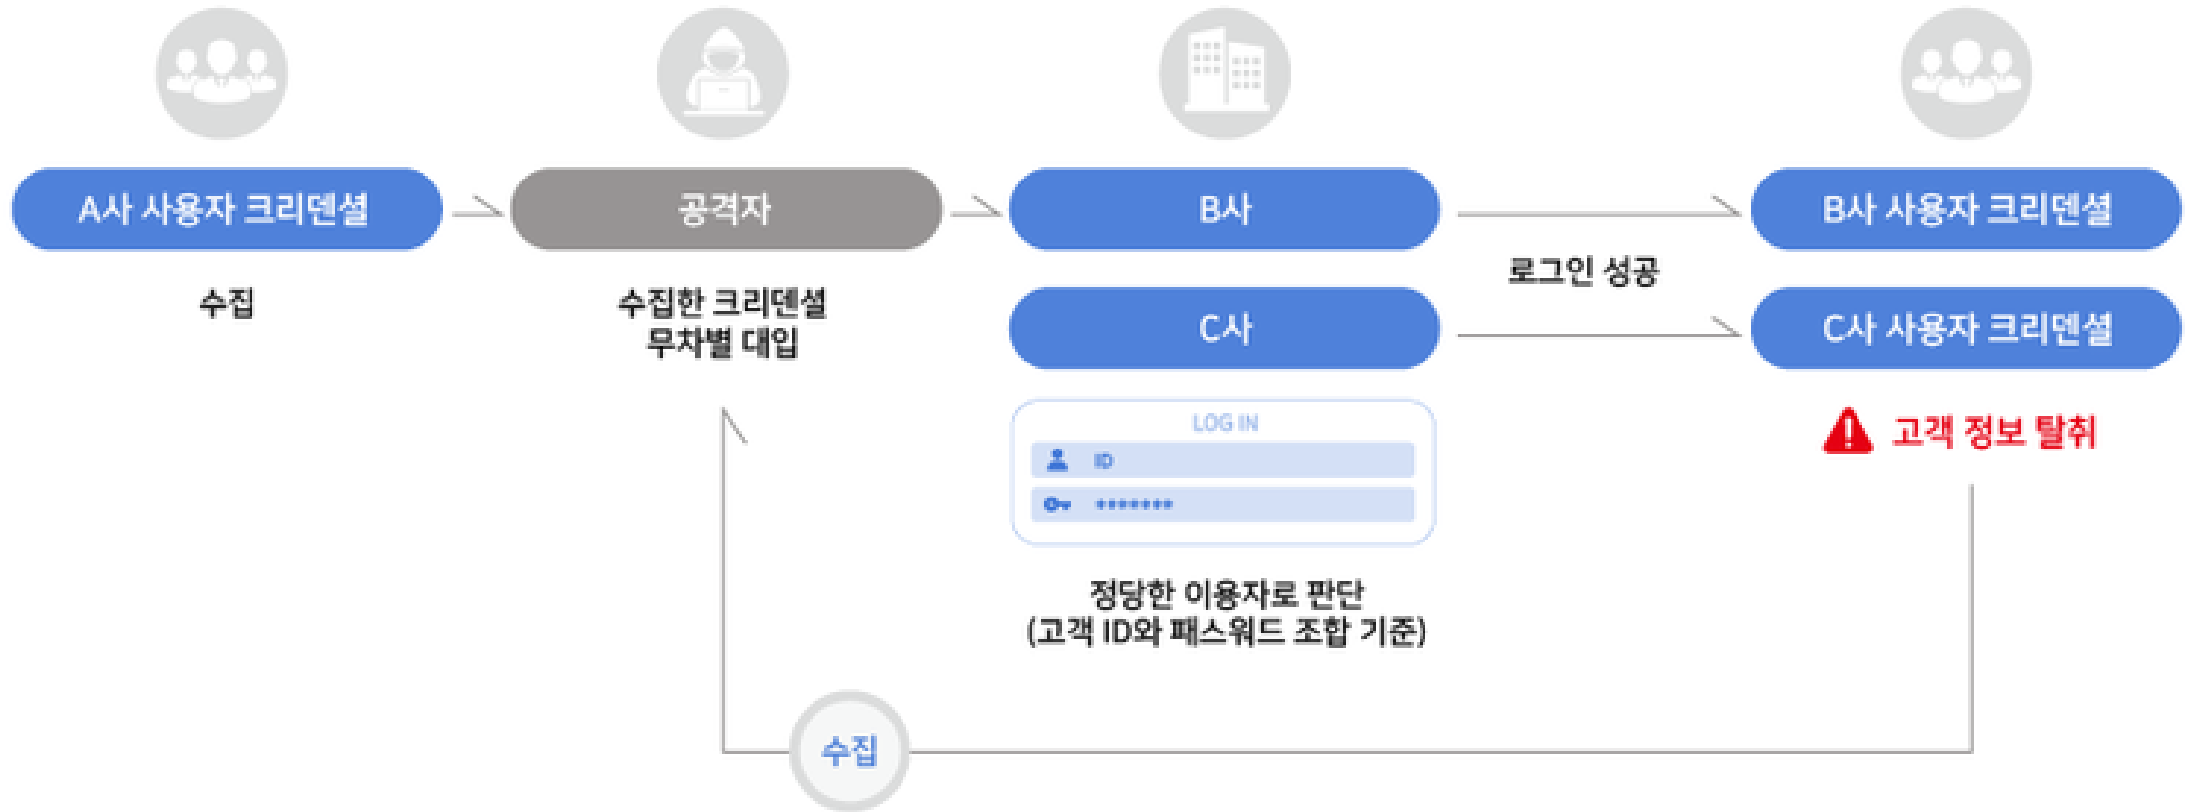 A사 사용자 크리덴셜
수집
공격자
수집한 크리덴셜
무차별 대입
B사
C사
LOG IN
ID
*******
정당한 이용자로 판단
(고객 ID와 패스워드 조합 기준)
로그인 성공
B사 사용자 크리덴셜
C사 사용자 크리덴셜
고객 정보 탈취
수집